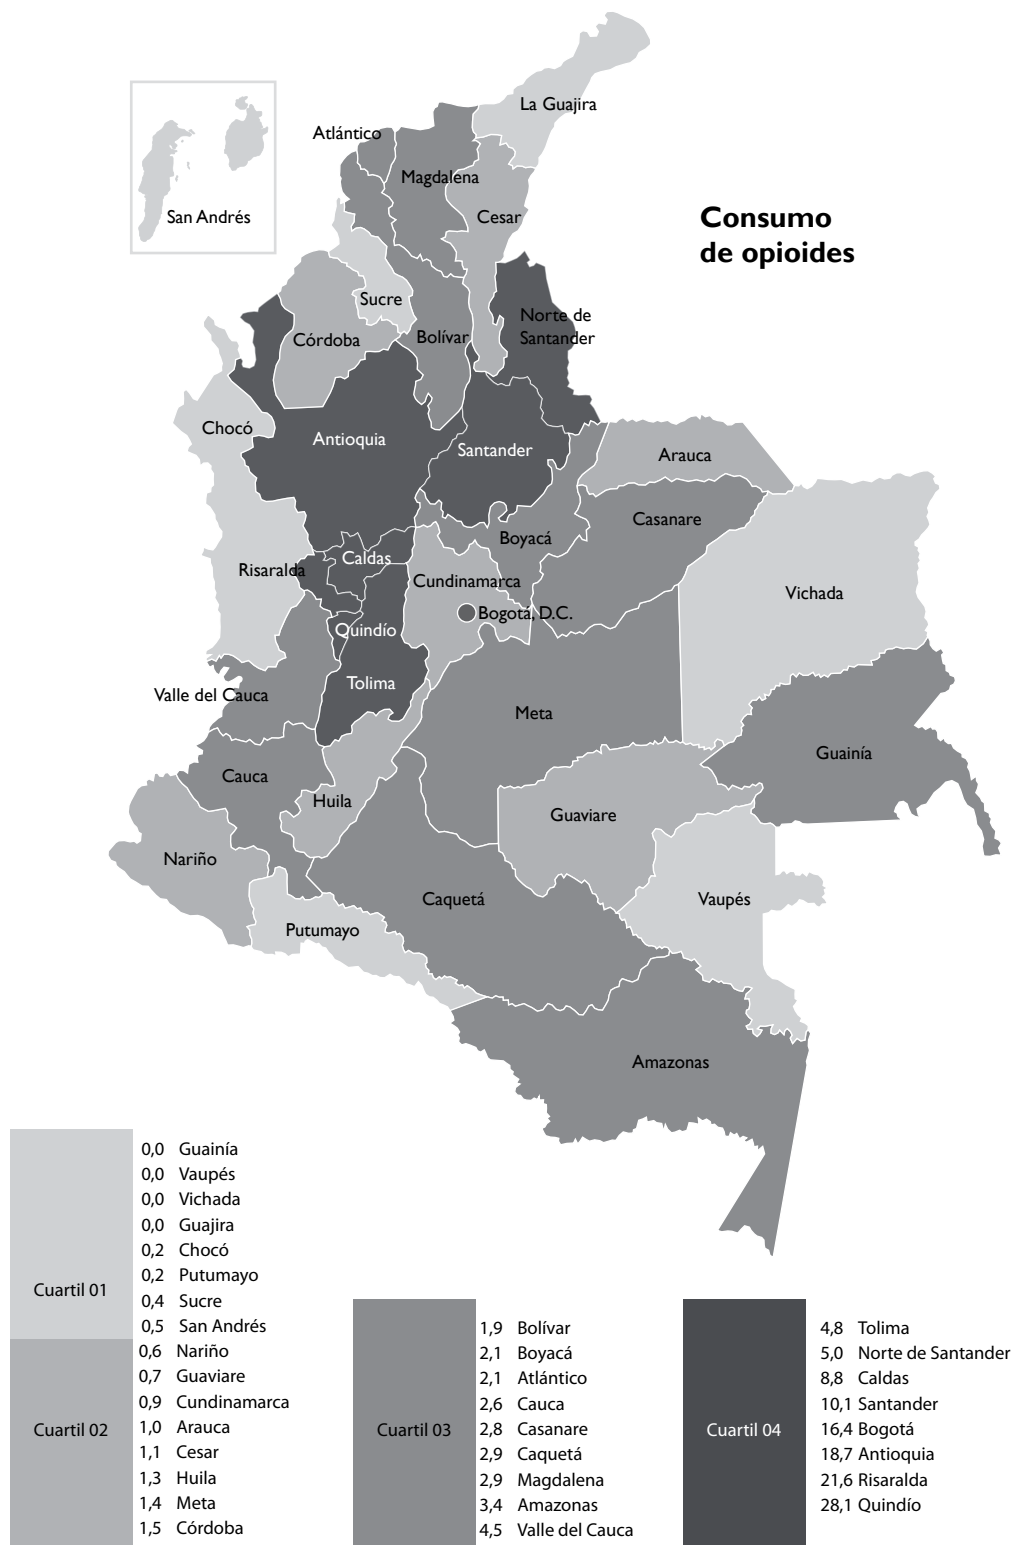 La Guajira
Atlántico
Magdalena
San Andrés
Cesar
Consumo
de opioides
Sucre
Norte de
Santander
Córdoba
Bolívar
Chocó
Antioquia
Santander
Arauca
Casanare
Boyacá
Caldas
Risaralda
Cundinamarca
Vichada
Bogotá, D.C.
Quindío
Tolima
Valle del Cauca
Meta
Guainía
Cauca
Huila
Guaviare
Nariño
Caquetá
Vaupés
Putumayo
Amazonas
Cuartil 01
0,0 Guainía
0,0 Vaupés
0,0 Vichada
0,0 Guajira
0,2 Chocó
0,2 Putumayo
0,4 Sucre
0,5 San Andrés
Cuartil 02
0,6 Nariño
0,7 Guaviare
0,9 Cundinamarca
1,0 Arauca
1,1 Cesar
1,3 Huila
1,4 Meta
1,5 Córdoba
Cuartil 03
1,9 Bolívar
2,1 Boyacá
2,1 Atlántico
2,6 Cauca
2,8 Casanare
2,9 Caquetá
2,9 Magdalena
3,4 Amazonas
4,5 Valle del Cauca
Cuartil 04
4,8 Tolima
5,0 Norte de Santander
8,8 Caldas
10,1 Santander
16,4 Bogotá
18,7 Antioquia
21,6 Risaralda
28,1 Quindío